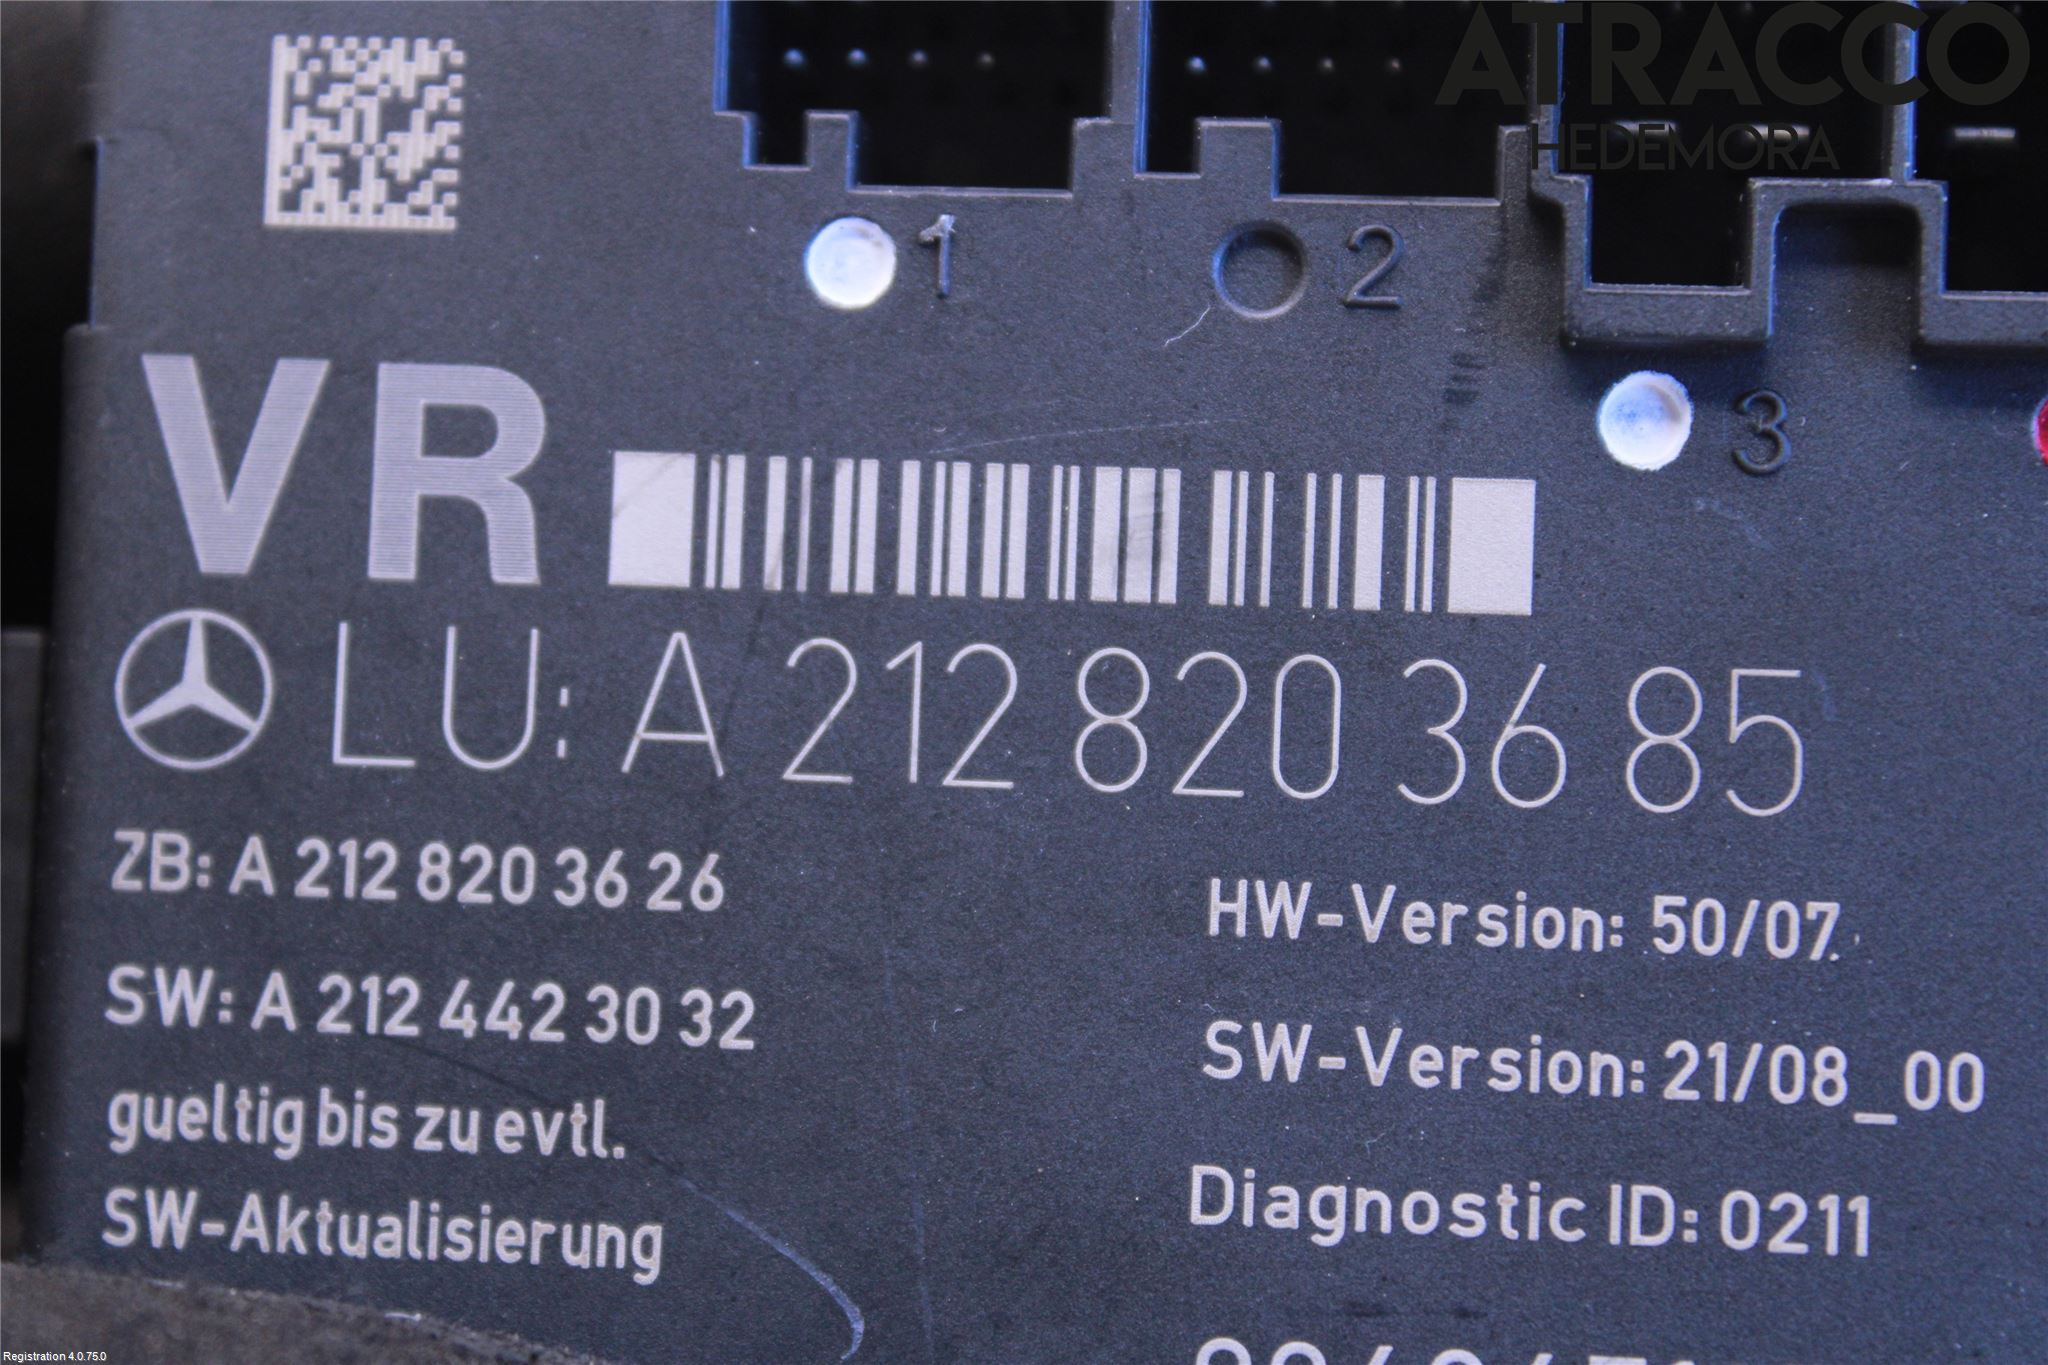 ATRACCO
HEDEMORA
1
2
3
VR
LU: A 212 820 36 85
ZB: A 212 820 36 26
HW-Version: 50/07
SW: A 212 442 30 32
SW-Version: 21/08_00
gueltig bis zu evtl.
SW-Aktualisierung
Diagnostic ID: 0211
Registration 4.0.75.0